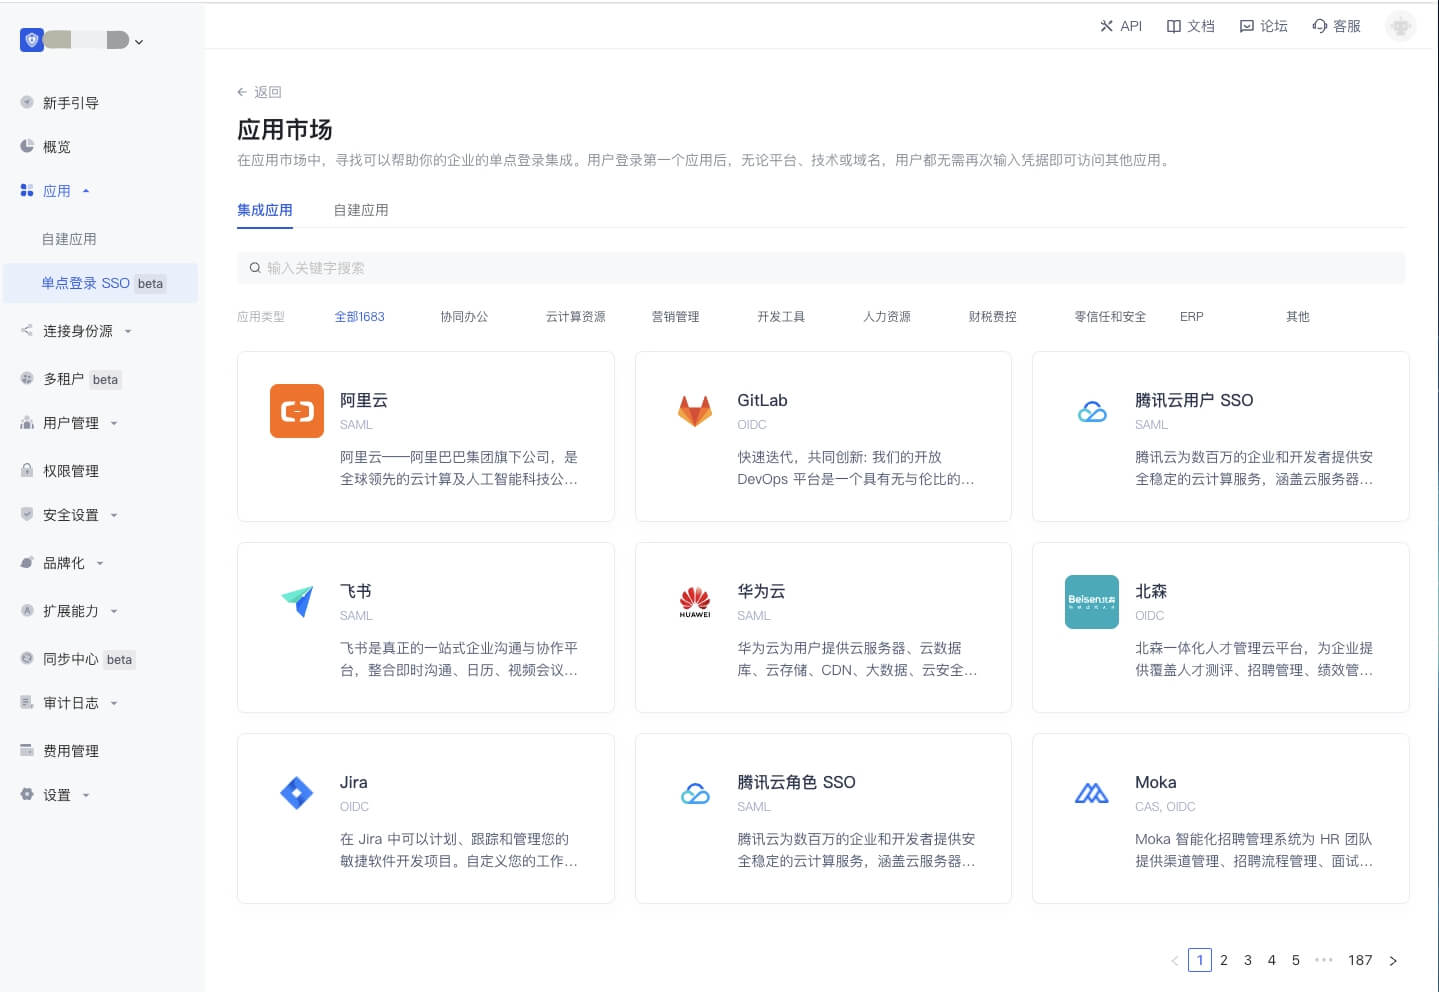 API
文档
论坛
客服
新手引导
概览
应用
自建应用
单点登录 SSO beta
连接身份源
多租户 beta
用户管理
权限管理
安全设置
品牌化
扩展能力
同步中心 beta
审计日志
费用管理
设置
返回
应用市场
在应用市场中，寻找可以帮助你的企业的单点登录集成。用户登录第一个应用后，无论平台、技术或域名，用户都无需再次输入凭据即可访问其他应用。
集成应用
自建应用
输入关键字搜索
应用类型 全部1683 协同办公 云计算资源 营销管理 开发工具 人力资源 财税费控 零信任和安全 ERP 其他
阿里云
SAML
阿里云——阿里巴巴集团旗下公司，是
全球领先的云计算及人工智能科技公...
GitLab
OIDC
快速迭代，共同创新: 我们的开放
DevOps 平台是一个具有无与伦比的...
腾讯云用户 SSO
SAML
腾讯云为数百万的企业和开发者提供安
全稳定的云计算服务，涵盖云服务器...
飞书
SAML
飞书是真正的一站式企业沟通与协作平
台，整合即时沟通、日历、视频会议...
HUAWEI
华为云
SAML
华为云为用户提供云服务器、云数据
库、云存储、CDN、大数据、云安全...
Beisen北森
北森
OIDC
北森一体化人才管理云平台，为企业提
供覆盖人才测评、招聘管理、绩效管...
Jira
OIDC
在 Jira 中可以计划、跟踪和管理您的
敏捷软件开发项目。自定义您的工作...
腾讯云角色 SSO
SAML
腾讯云为数百万的企业和开发者提供安
全稳定的云计算服务，涵盖云服务器...
Moka
CAS, OIDC
Moka 智能化招聘管理系统为 HR 团队
提供渠道管理、招聘流程管理、面试...
< 1 2 3 4 5 ••• 187 >